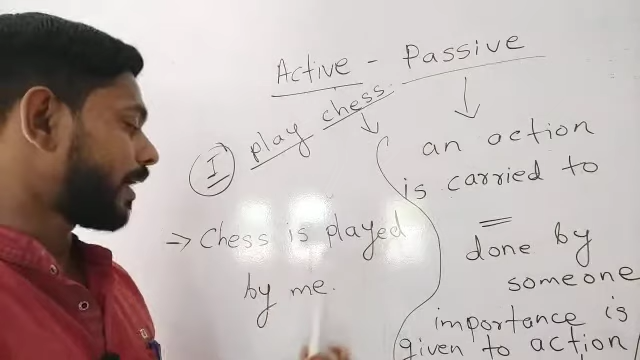 Active - Passive
I play chess.
→ Chess is played
by me.
an action
is carried to
=
done by
someone
importance is
given to action